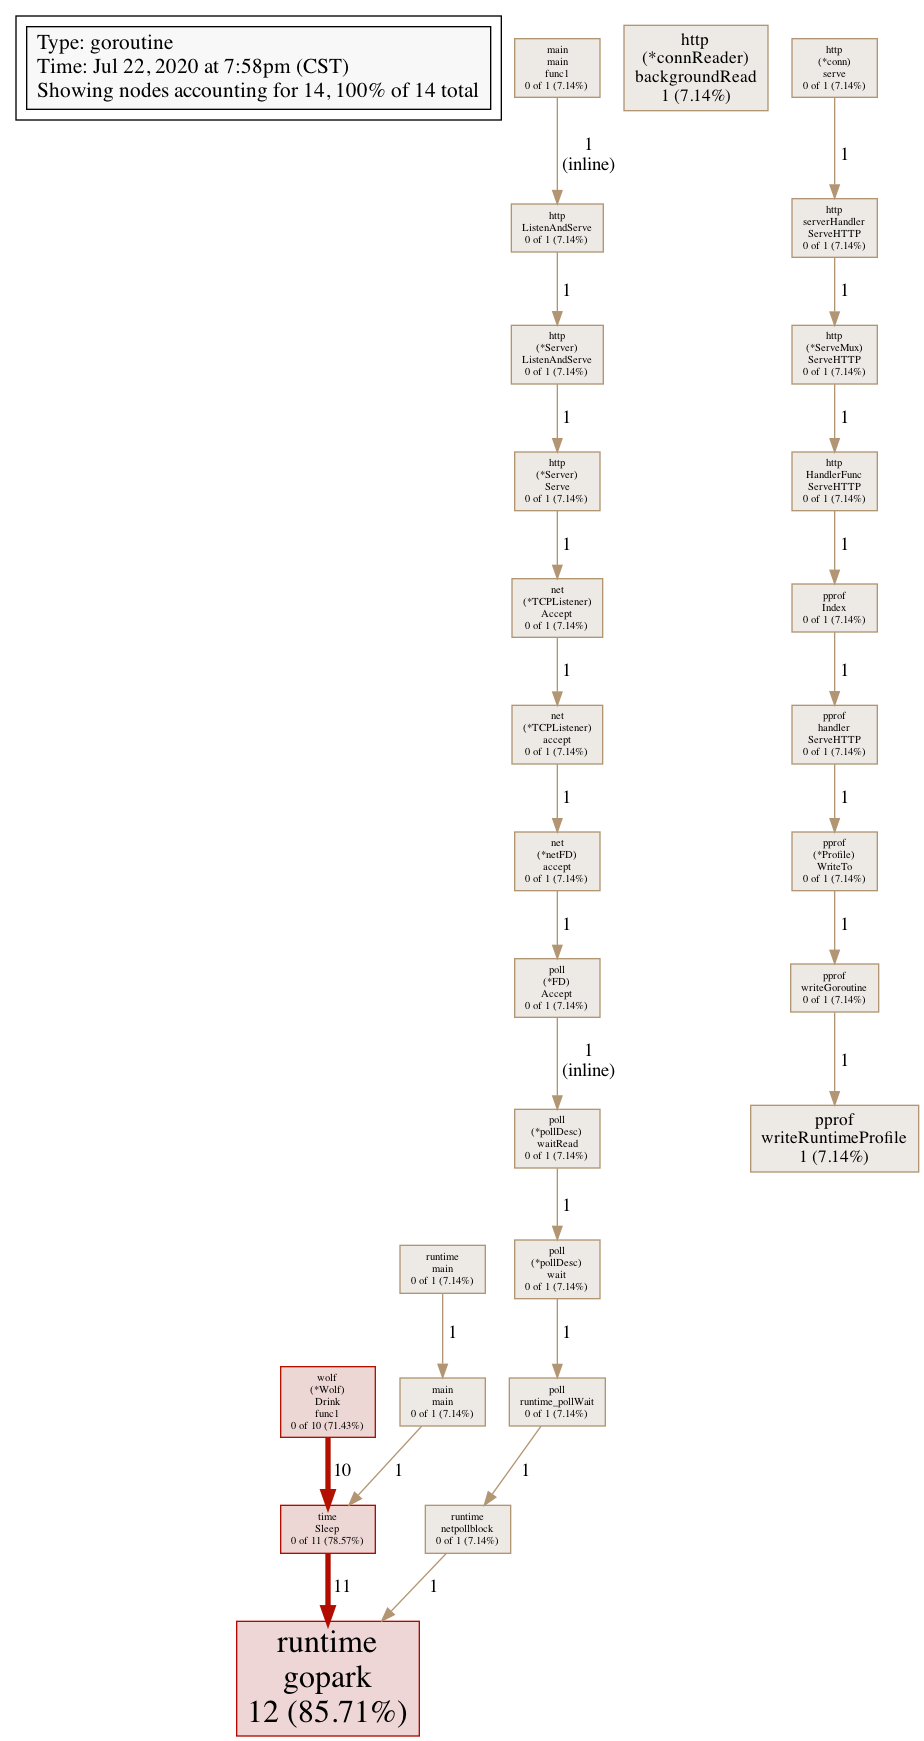 Type: goroutine
Time: Jul 22, 2020 at 7:58pm (CST)
Showing nodes accounting for 14, 100% of 14 total
main
main
func1
0 of 1 (7.14%)
1
(inline)
http
ListenAndServe
0 of 1 (7.14%)
1
http
(*Server)
ListenAndServe
0 of 1 (7.14%)
1
http
(*Server)
Serve
0 of 1 (7.14%)
1
net
(*TCPListener)
Accept
0 of 1 (7.14%)
1
net
(*TCPListener)
accept
0 of 1 (7.14%)
1
net
(*netFD)
accept
0 of 1 (7.14%)
1
poll
(*FD)
Accept
0 of 1 (7.14%)
1
(inline)
poll
(*pollDesc)
waitRead
0 of 1 (7.14%)
1
poll
(*pollDesc)
wait
0 of 1 (7.14%)
1
poll
runtime_pollWait
0 of 1 (7.14%)
1
runtime
netpollblock
0 of 1 (7.14%)
1
http
(*connReader)
backgroundRead
1 (7.14%)
http
(*conn)
serve
0 of 1 (7.14%)
1
http
serverHandler
ServeHTTP
0 of 1 (7.14%)
1
http
(*ServeMux)
ServeHTTP
0 of 1 (7.14%)
1
http
HandlerFunc
ServeHTTP
0 of 1 (7.14%)
1
pprof
Index
0 of 1 (7.14%)
1
pprof
handler
ServeHTTP
0 of 1 (7.14%)
1
pprof
(*Profile)
WriteTo
0 of 1 (7.14%)
1
pprof
writeGoroutine
0 of 1 (7.14%)
1
pprof
writeRuntimeProfile
1 (7.14%)
runtime
main
0 of 1 (7.14%)
1
main
main
0 of 1 (7.14%)
1
wolf
(*Wolf)
Drink
func1
0 of 10 (71.43%)
10
time
Sleep
0 of 11 (78.57%)
11
runtime
gopark
12 (85.71%)